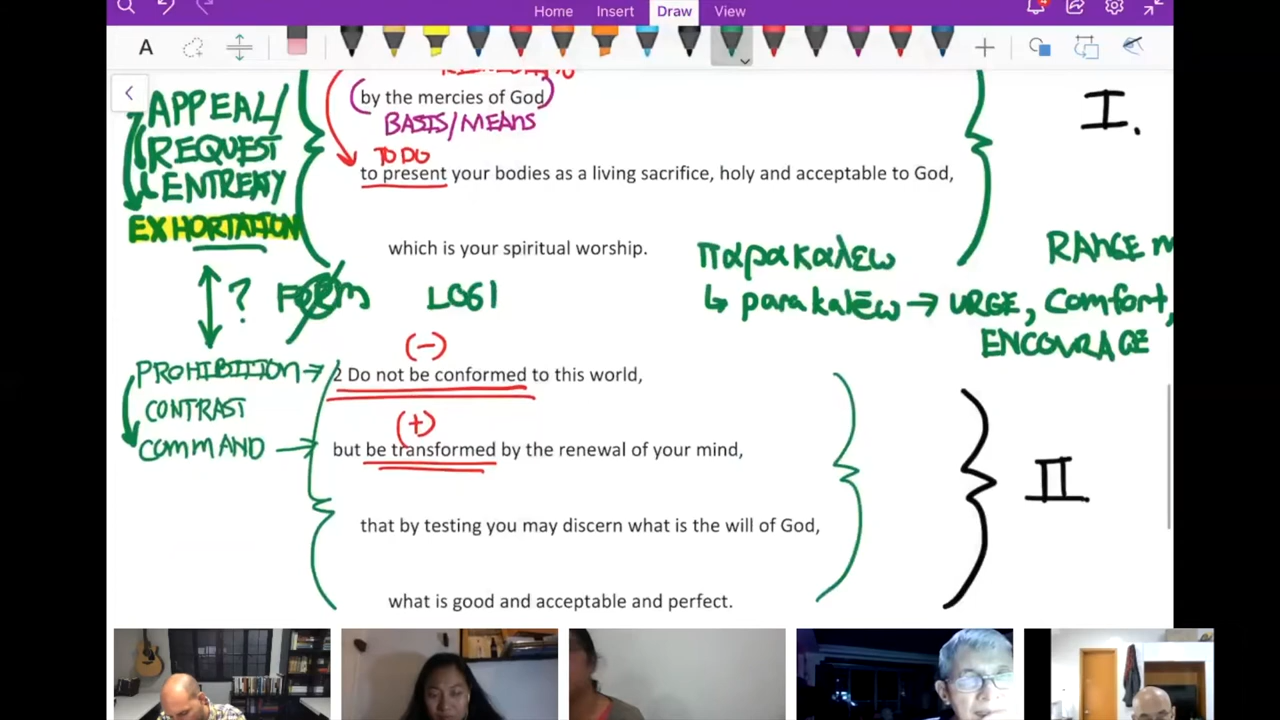 Home Insert Draw View
A
by the mercies of God
BASIS/MEANS
TO DO
to present your bodies as a living sacrifice, holy and acceptable to God,
which is your spiritual worship.
APPEAL/
REQUEST
ENTREATY
EXHORTATION
I.
παρακαλεω
↳ parakalēw → URGE, Comfort,
ENCOURAGE
RANGE
? FORM LOGI
(-)
PROHIBITION → 2 Do not be conformed to this world,
CONTRAST
(+)
COMMAND → but be transformed by the renewal of your mind,
II
that by testing you may discern what is the will of God,
what is good and acceptable and perfect.